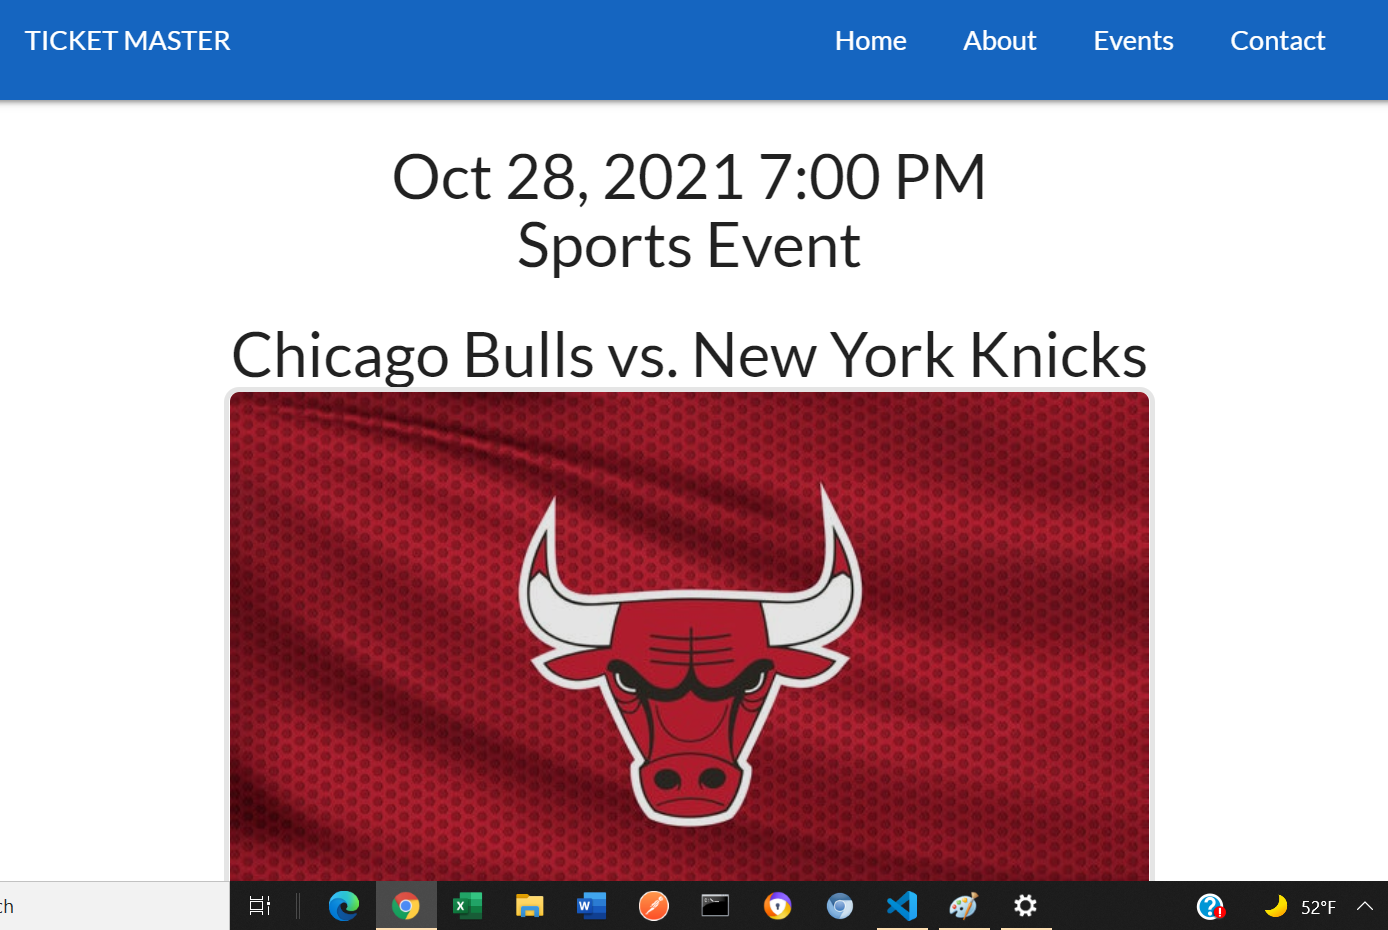 TICKET MASTER Home About Events Contact
Oct 28, 2021 7:00 PM
Sports Event
Chicago Bulls vs. New York Knicks
ch
52°F